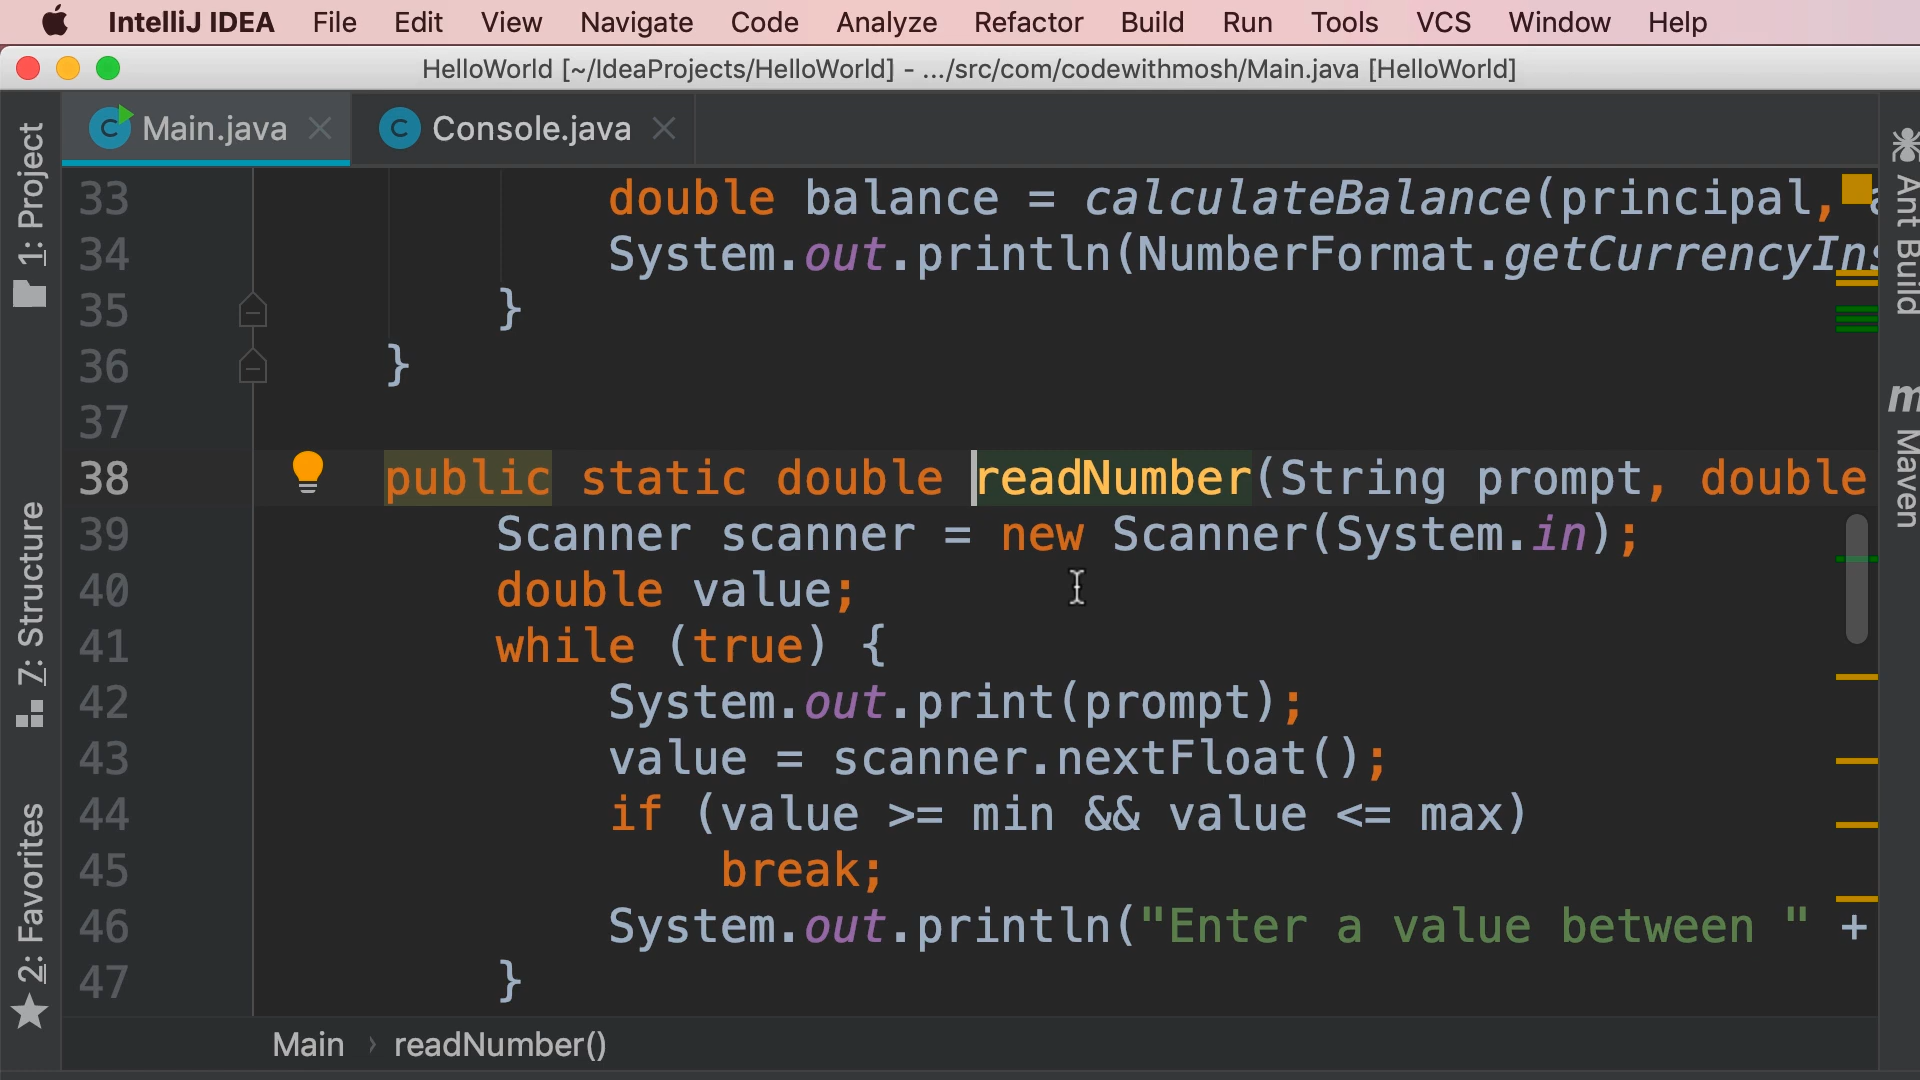 IntelliJ IDEA File Edit View Navigate Code Analyze Refactor Build Run Tools VCS Window Help
HelloWorld [~/IdeaProjects/HelloWorld] - .../src/com/codewithmosh/Main.java [HelloWorld]
Main.java Console.java
1: Project
7: Structure
2: Favorites
33 double balance = calculateBalance(principal,
34 System.out.println(NumberFormat.getCurrencyIns
35 }
36 }
37
38 public static double readNumber(String prompt, double
39 Scanner scanner = new Scanner(System.in);
40 double value;
41 while (true) {
42 System.out.print(prompt);
43 value = scanner.nextFloat();
44 if (value >= min && value <= max)
45 break;
46 System.out.println("Enter a value between " +
47 }
Ant Build
m Maven
Main › readNumber()